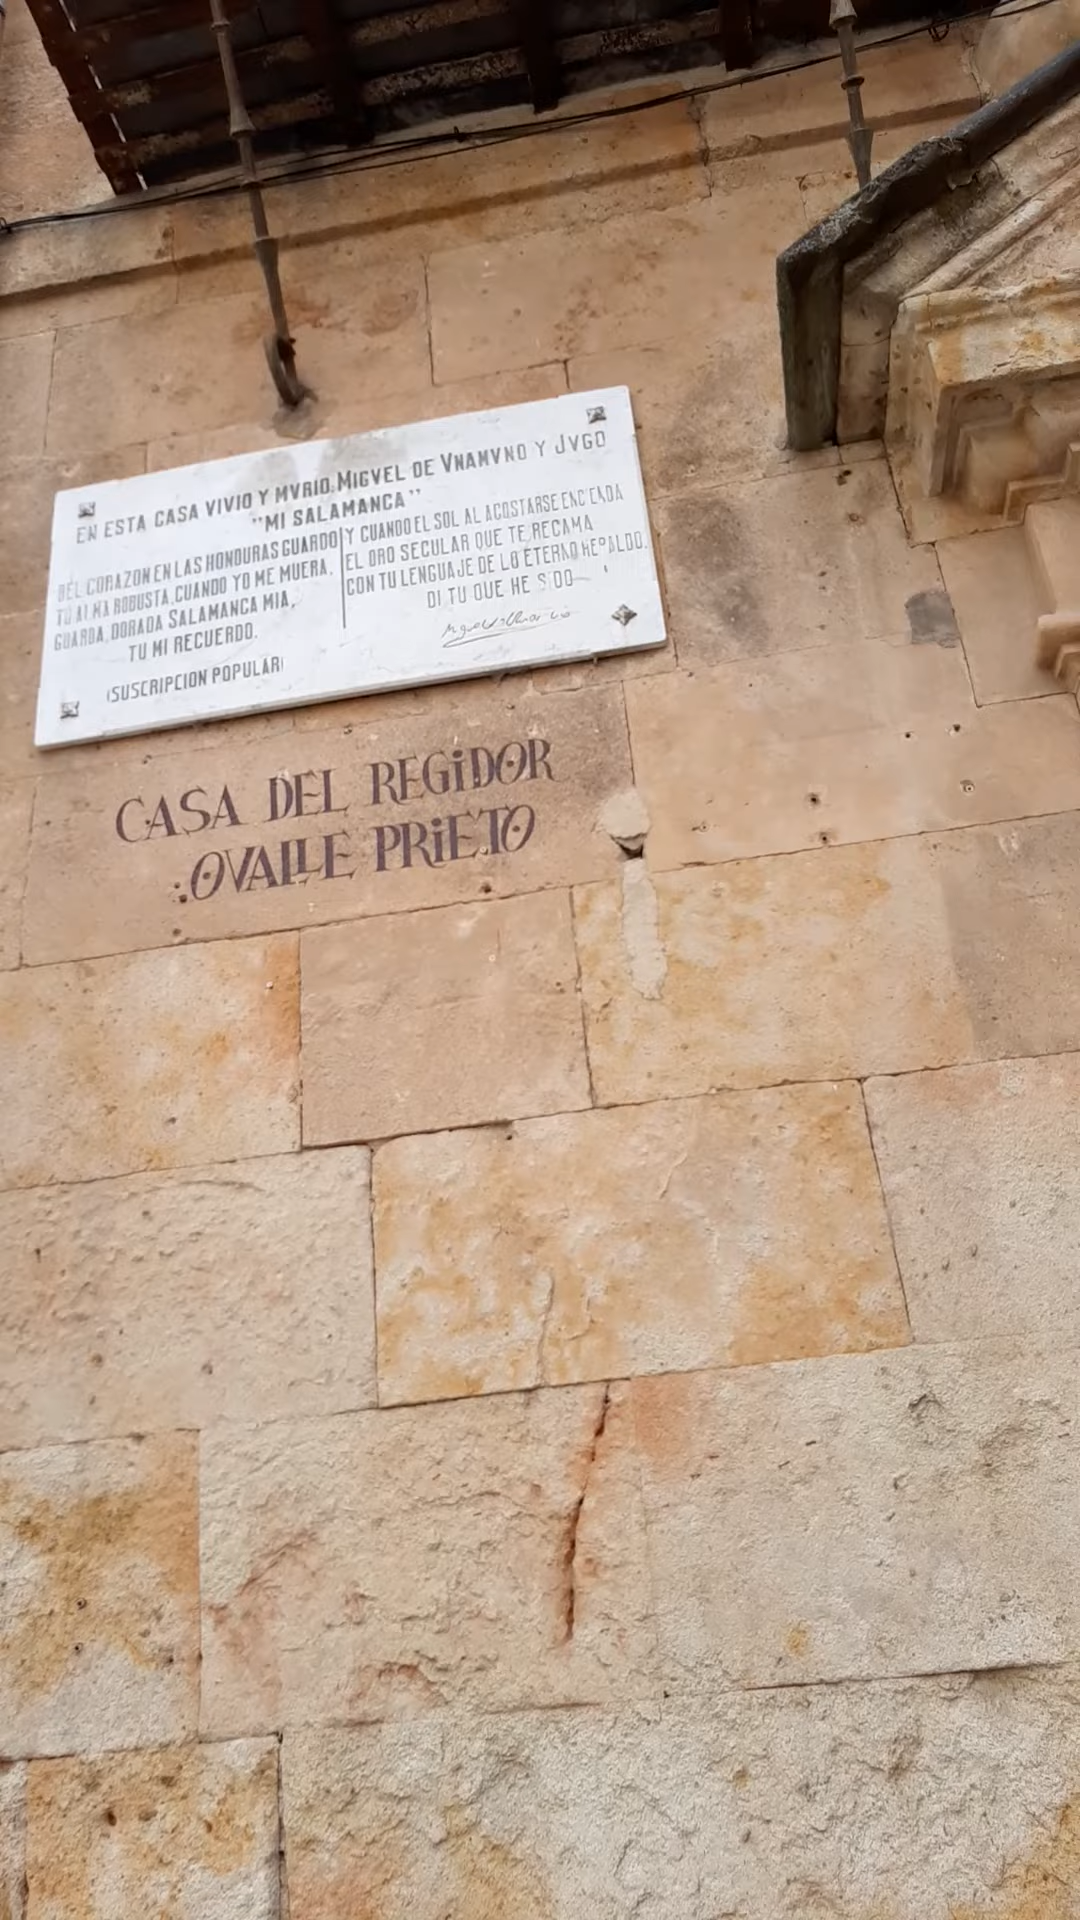 EN ESTA CASA VIVIO Y MVRIO MIGVEL DE VNAMVNO Y JVGO
"MI SALAMANCA"
DEL CORAZON EN LAS HONDURAS GUARDO
TU ALMA ROBUSTA, CUANDO YO ME MUERA,
GUARDA, DORADA SALAMANCA MIA,
TU MI RECUERDO.
(SUSCRIPCION POPULAR)
Y CUANDO EL SOL AL ACOSTARSE ENCIENDA
EL ORO SECULAR QUE TE RECAMA
CON TU LENGUAJE DE LO ETERNO HERALDO,
DI TU QUE HE SIDO
CASA DEL REGiDOR
OVALLE PRiETO